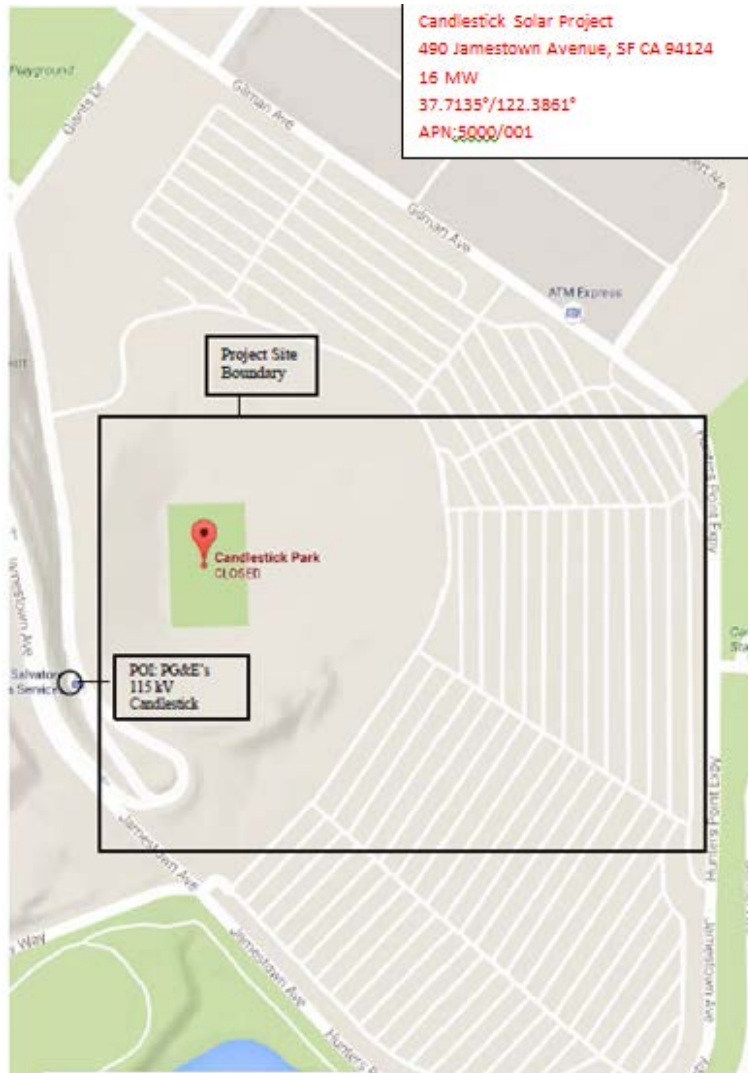 Candlestick Solar Project
490 Jamestown Avenue, SF CA 94124
16 MW
37.7135°/122.3861°
APN:5000/001
Playground
Giants Dr
Gilman Ave
Gilman Ave
ATM Express
Project Site
Boundary
Hunters Point Expy
Candlestick Park
CLOSED
Jamestown Ave
POI: PG&E's
115 kV
Candlestick
Salvatore
Service
Hunters Point Expy
Jamestown Ave
Way
Jamestown Ave
Jamestown Ave